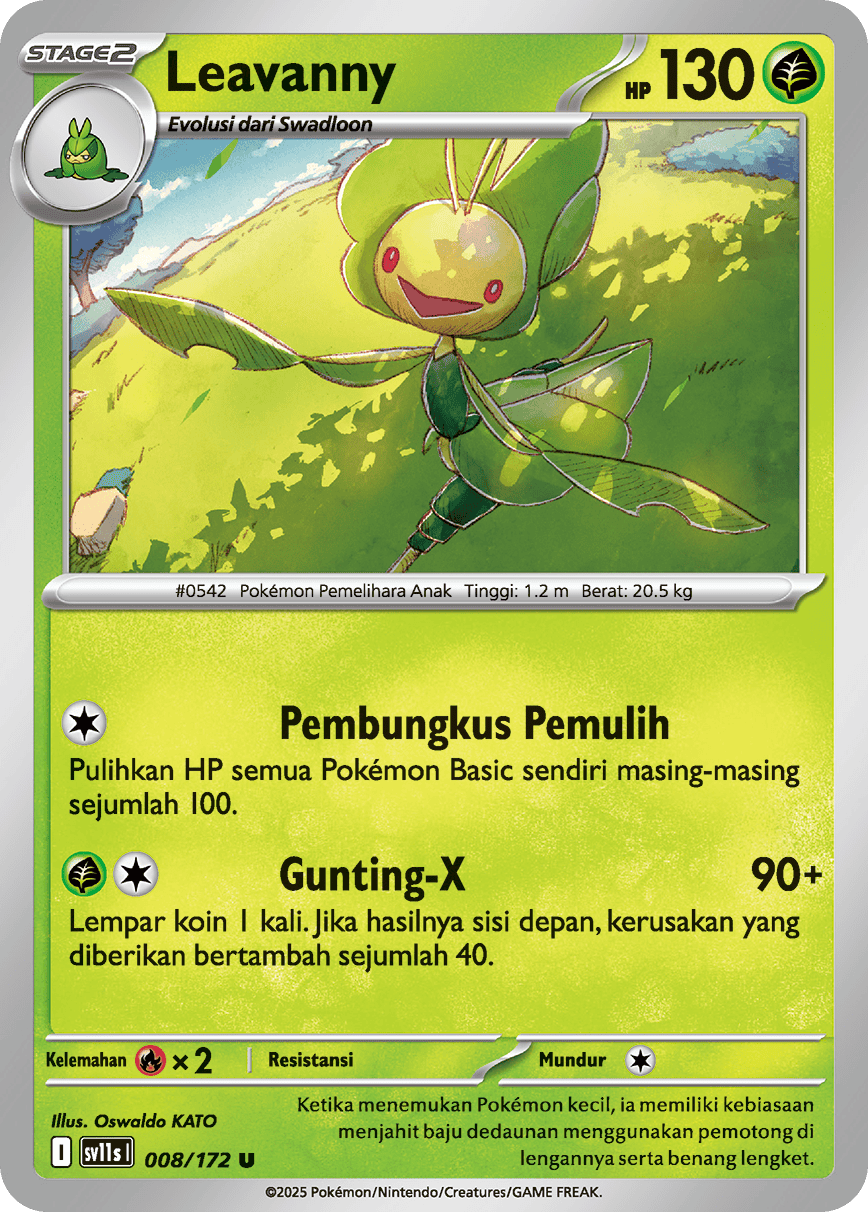 STAGE2
Leavanny
HP 130
Evolusi dari Swadloon
#0542 Pokémon Pemelihara Anak Tinggi: 1.2 m Berat: 20.5 kg
Pembungkus Pemulih
Pulihkan HP semua Pokémon Basic sendiri masing-masing
sejumlah 100.
Gunting-X 90+
Lempar koin 1 kali. Jika hasilnya sisi depan, kerusakan yang
diberikan bertambah sejumlah 40.
Kelemahan ×2 Resistansi Mundur
Illus. Oswaldo KATO
Ketika menemukan Pokémon kecil, ia memiliki kebiasaan
menjahit baju dedaunan menggunakan pemotong di
lengannya serta benang lengket.
I sv11s I 008/172 U
©2025 Pokémon/Nintendo/Creatures/GAME FREAK.